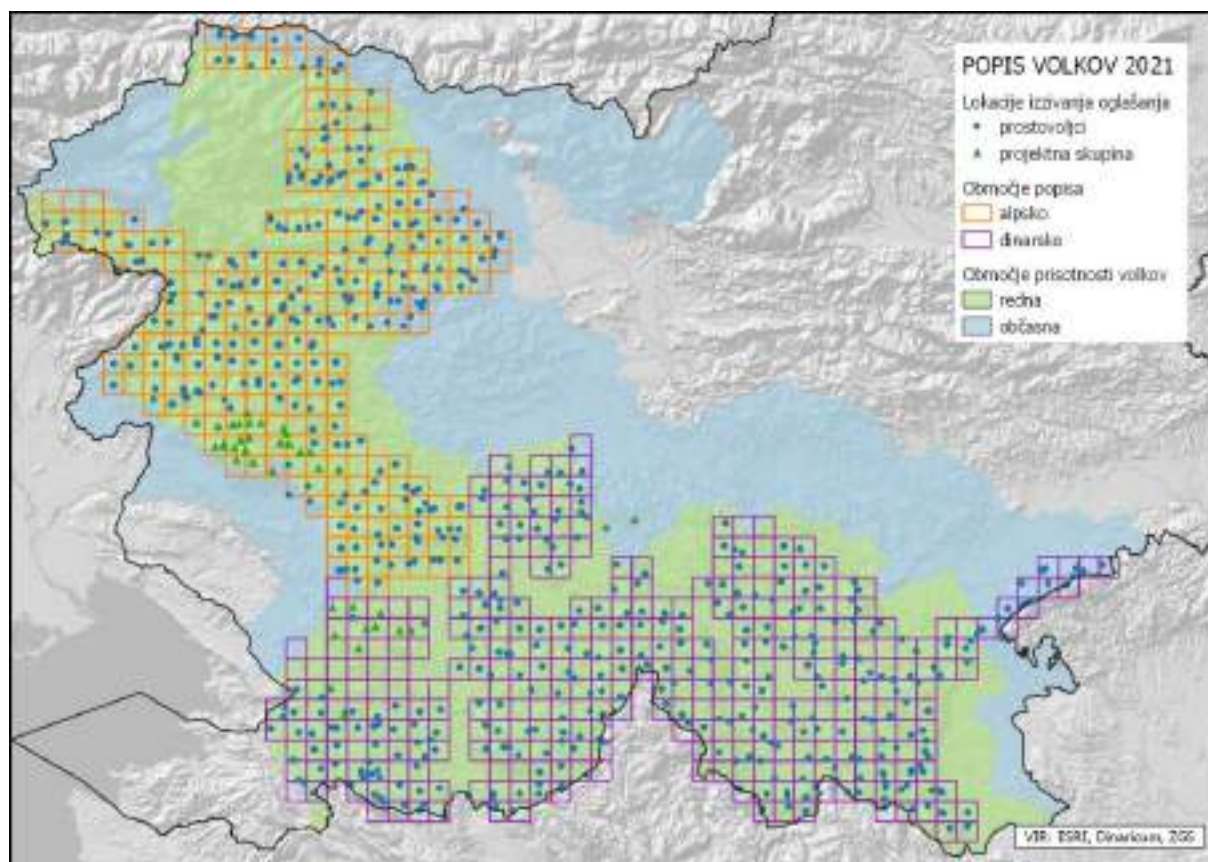 POPIS VOLKOV 2021
Lokacije izzivanja oglašanja
prostovoljci
projektna skupina
Območje popisa
alpsko
dinarsko
Območje prisotnosti volkov
redna
občasna
VIR: ESRI, Dinaricum, ZGS